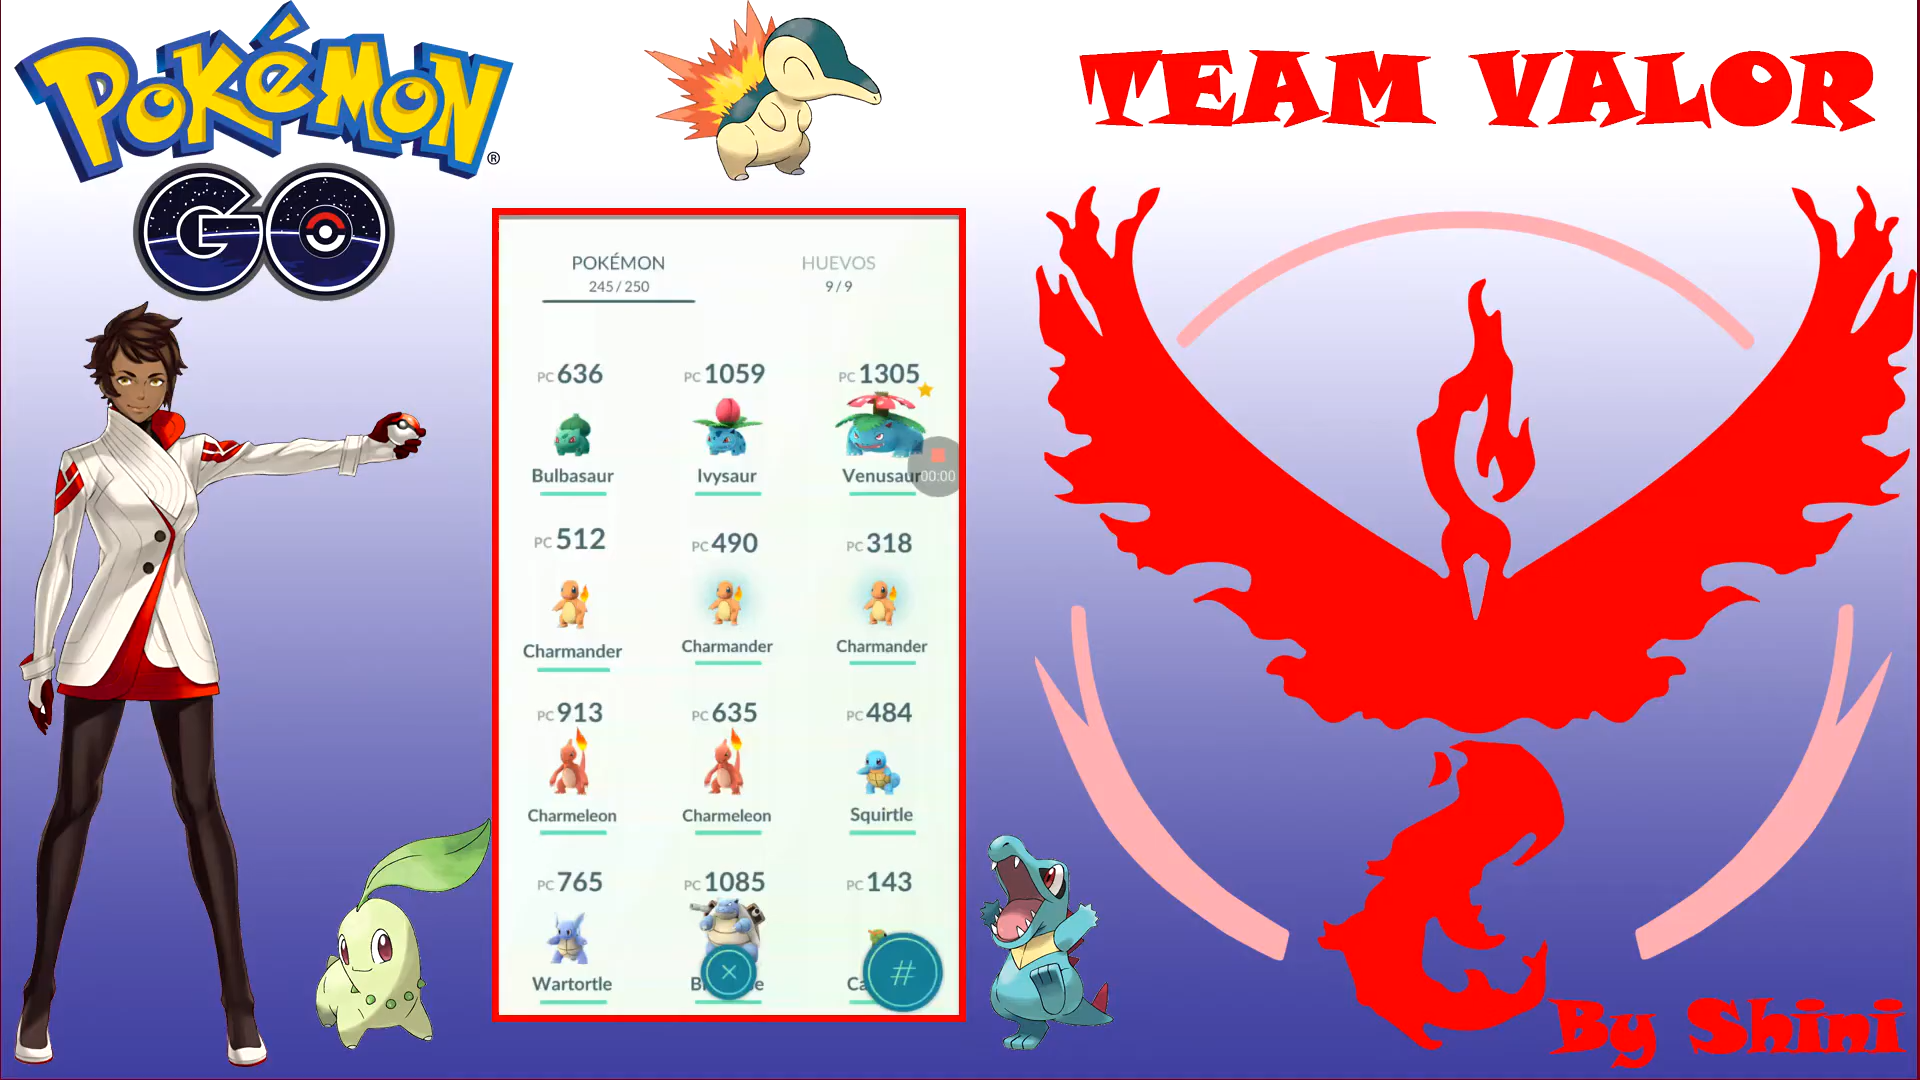 POKÉMON ®
GO
TEAM VALOR
POKÉMON HUEVOS
245 / 250 9 / 9
PC 636 PC 1059 PC 1305
Bulbasaur Ivysaur Venusaur
00:00
PC 512 PC 490 PC 318
Charmander Charmander Charmander
PC 913 PC 635 PC 484
Charmeleon Charmeleon Squirtle
PC 765 PC 1085 PC 143
Wartortle
#
By Shini